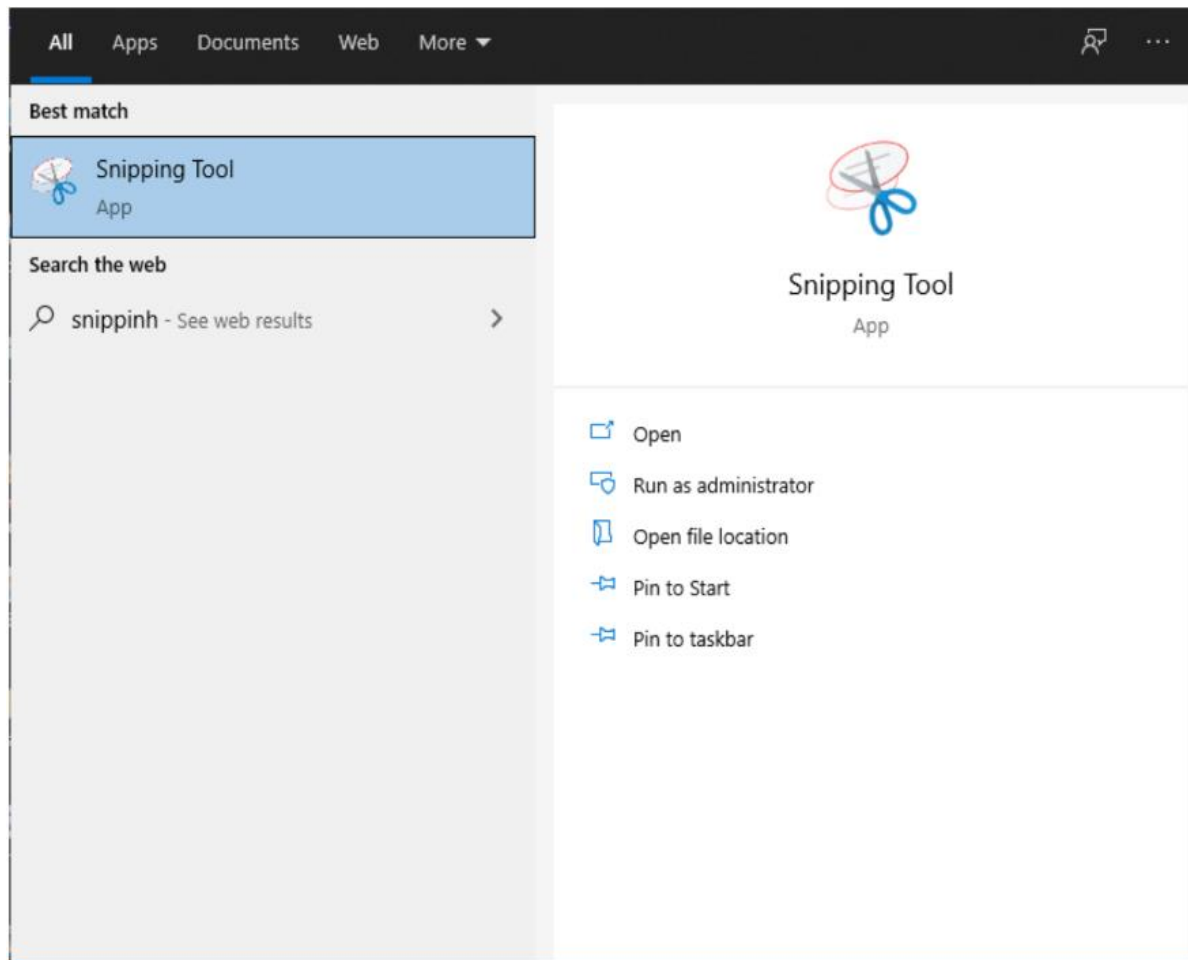 All Apps Documents Web More
Best match
Snipping Tool
App
Search the web
snippinh - See web results
Snipping Tool
App
Open
Run as administrator
Open file location
Pin to Start
Pin to taskbar